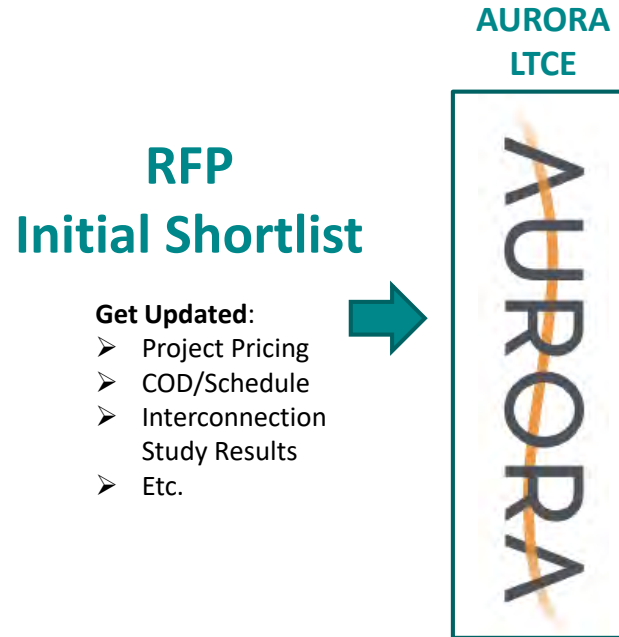 AURORA
LTCE
RFP
Initial Shortlist
Get Updated:
➢ Project Pricing
➢ COD/Schedule
➢ Interconnection
Study Results
➢ Etc.
AURORA